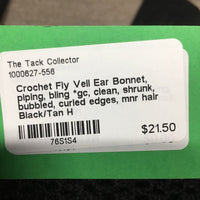 The Tack Collector
1000627-556
Crochet Fly Veil Ear Bonnet,
piping, bling *gc, clean, shrunk,
bubbled, curled edges, mnr hair
Black/Tan H
$21.50
76S1S4